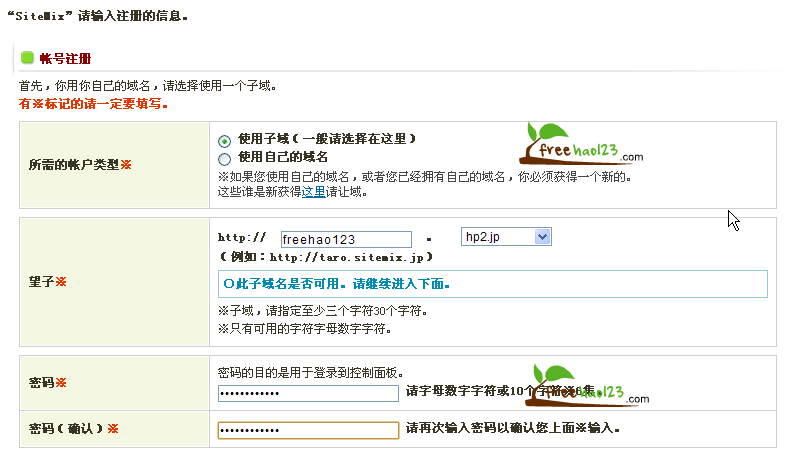 “SiteMix”请输入注册的信息。
帐号注册
首先，你用你自己的域名，请选择使用一个子域。
有※标记的请一定要填写。
所需的帐户类型※
使用子域（一般请选择在这里）
使用自己的域名
※如果您使用自己的域名，或者您已经拥有自己的域名，你必须获得一个新的。
这些谁是新获得这里请让域。
freehao123.com
望子※
http:// freehao123 。 hp2.jp
（例如：http://taro.sitemix.jp）
〇此子域名是否可用。请继续进入下面。
※子域，请指定至少三个字符30个字符。
※只有可用的字符字母数字字符。
密码※
密码的目的是用于登录到控制面板。
•••••••••••• 请字母数字字符或10个字符※6集。
freehao123.com
密码（确认）※
•••••••••••• 请再次输入密码以确认您上面※输入。